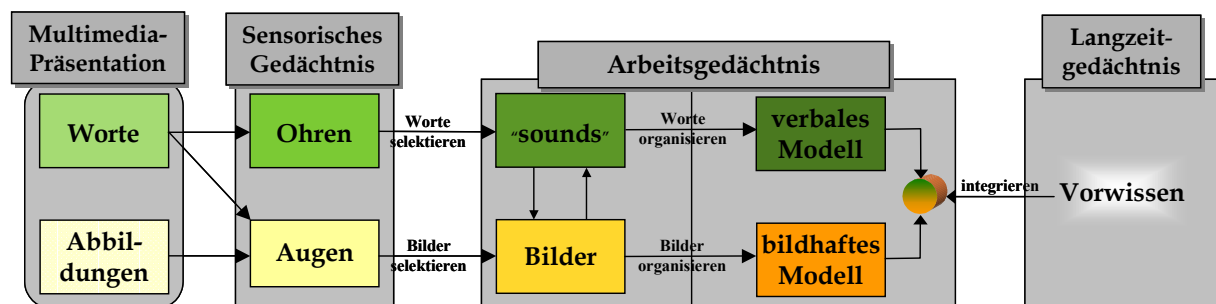 Multimedia-
Präsentation
Sensorisches
Gedächtnis
Arbeitsgedächtnis
Langzeit-
gedächtnis
Worte
Ohren
Worte
selektieren
"sounds"
Worte
organisieren
verbales
Modell
integrieren
Vorwissen
Abbil-
dungen
Augen
Bilder
selektieren
Bilder
Bilder
organisieren
bildhaftes
Modell